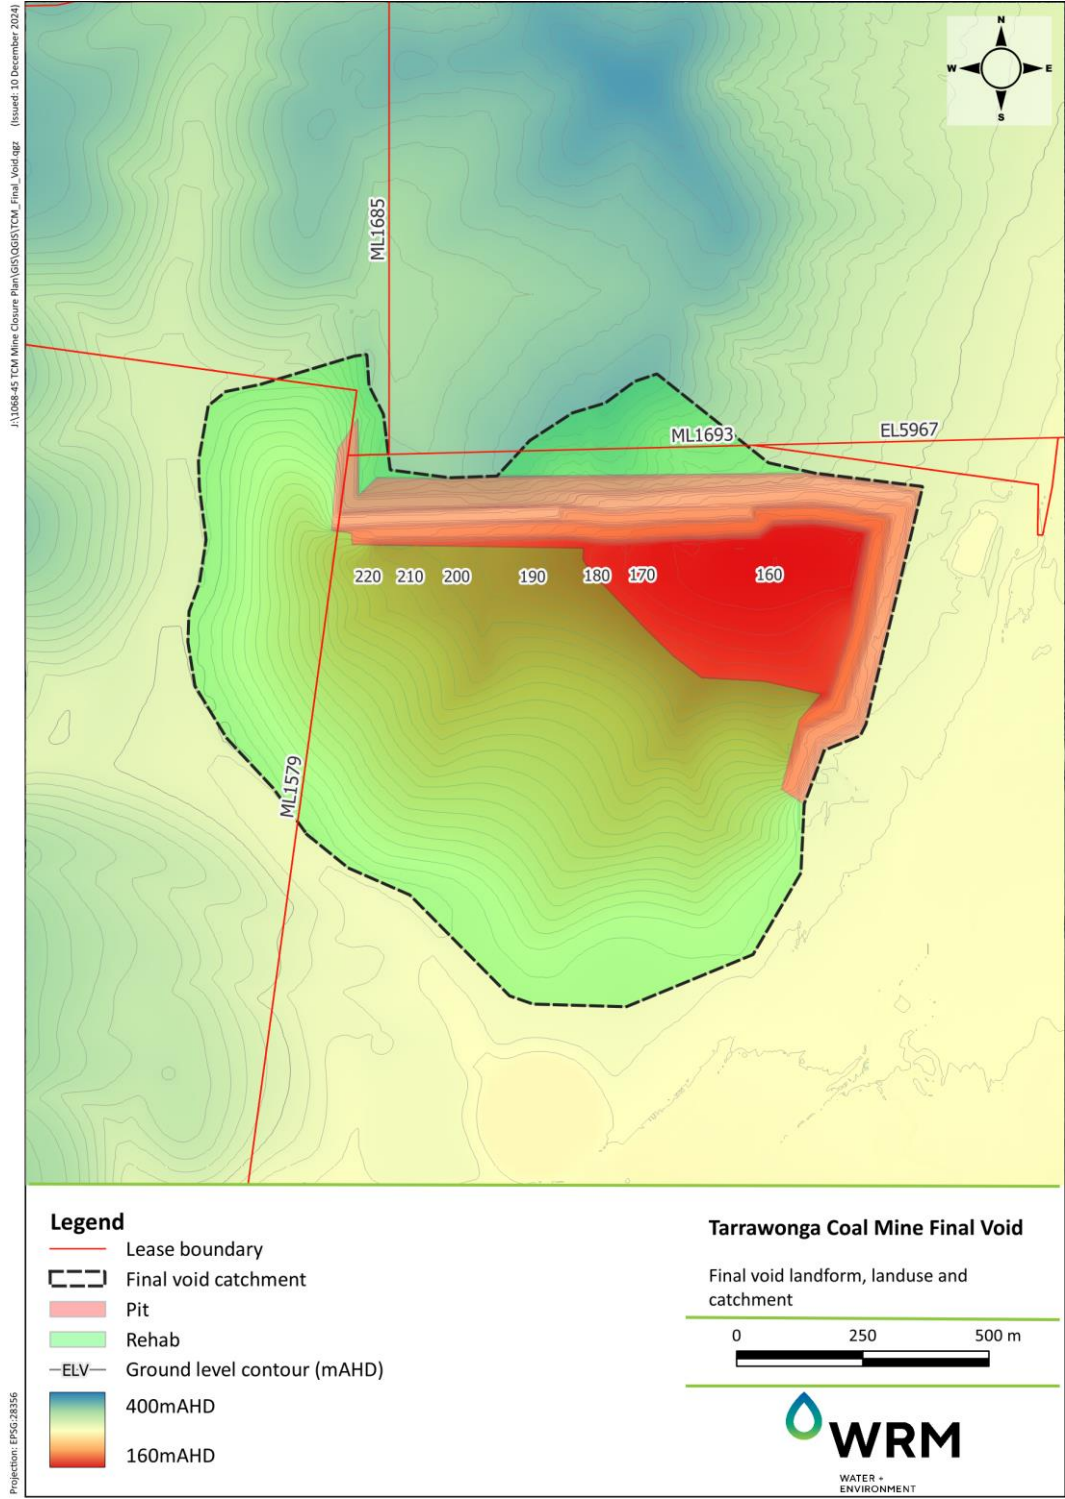 J:\1068-45 TCM Mine Closure Plan\GIS\QGIS\TCM_Final_Void.qgz (Issued: 10 December 2024)
N
W E
S
ML1685
ML1693
EL5967
220 210 200 190 180 170 160
ML1579
Legend
Lease boundary
Final void catchment
Pit
Rehab
ELV Ground level contour (mAHD)
400mAHD
160mAHD
Projection: EPSG:28356
Tarrawonga Coal Mine Final Void
Final void landform, landuse and
catchment
0 250 500 m
WRM
WATER +
ENVIRONMENT